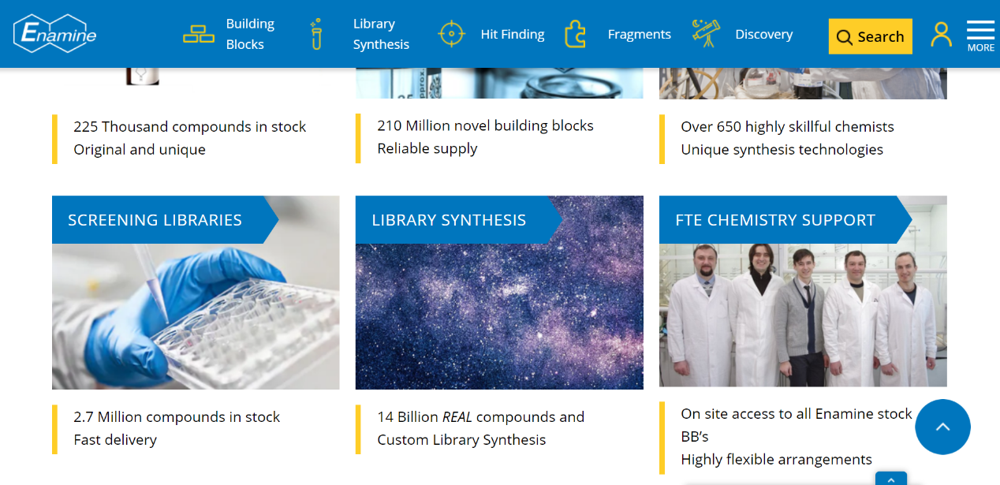 Enamine
Building
Blocks
Library
Synthesis
Hit Finding
Fragments
Discovery
Search
MORE
225 Thousand compounds in stock
Original and unique
210 Million novel building blocks
Reliable supply
Over 650 highly skillful chemists
Unique synthesis technologies
SCREENING LIBRARIES
LIBRARY SYNTHESIS
FTE CHEMISTRY SUPPORT
2.7 Million compounds in stock
Fast delivery
14 Billion REAL compounds and
Custom Library Synthesis
On site access to all Enamine stock
BB’s
Highly flexible arrangements